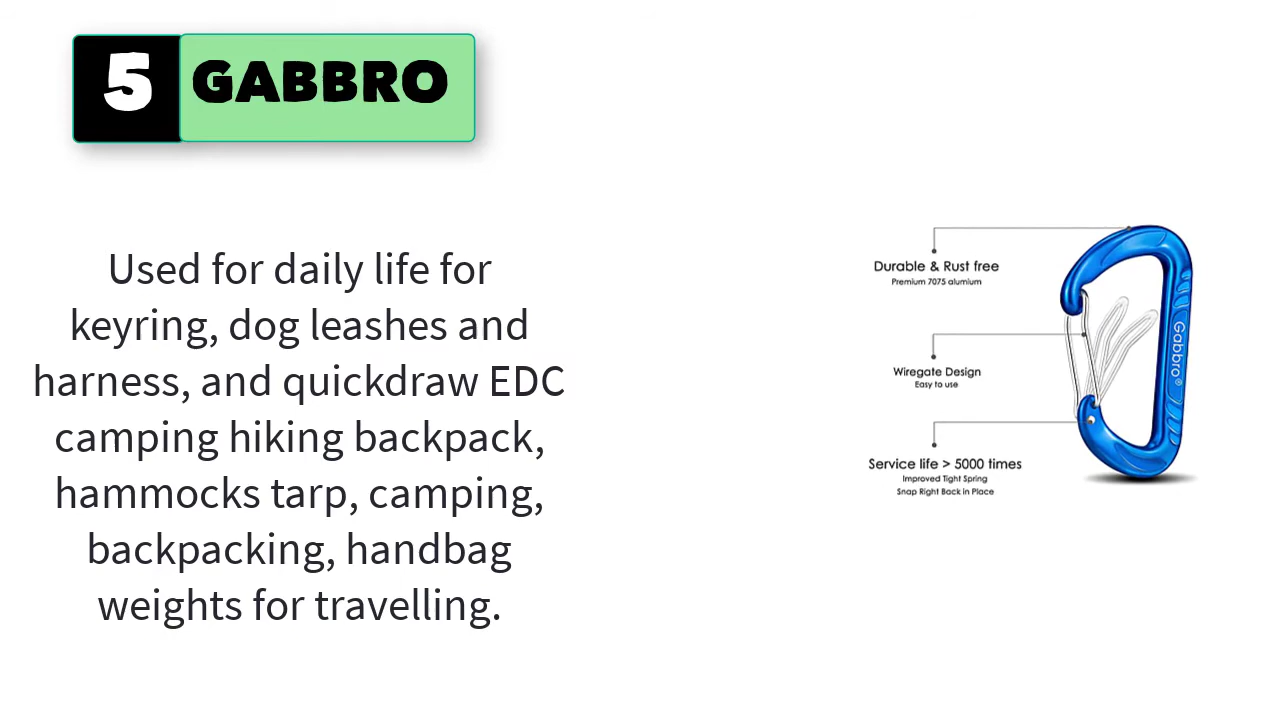 5 GABBRO
Used for daily life for
keyring, dog leashes and
harness, and quickdraw EDC
camping hiking backpack,
hammocks tarp, camping,
backpacking, handbag
weights for travelling.
Durable & Rust free
Premium 7075 alumium
Wiregate Design
Easy to use
Service life > 5000 times
Improved Tight Spring
Snap Right Back in Place
Gabbro®